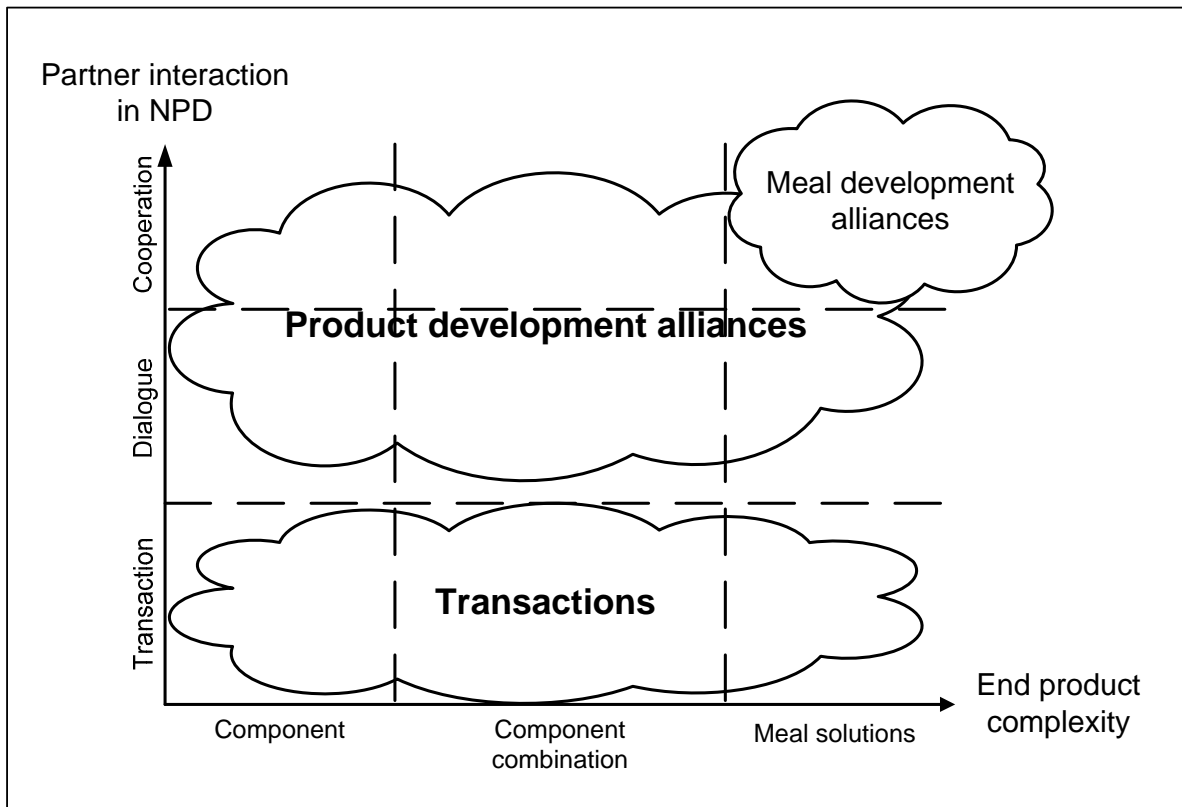 Partner interaction
in NPD
Cooperation
Dialogue
Transaction
Meal development
alliances
Product development alliances
Transactions
Component
Component
combination
Meal solutions
End product
complexity